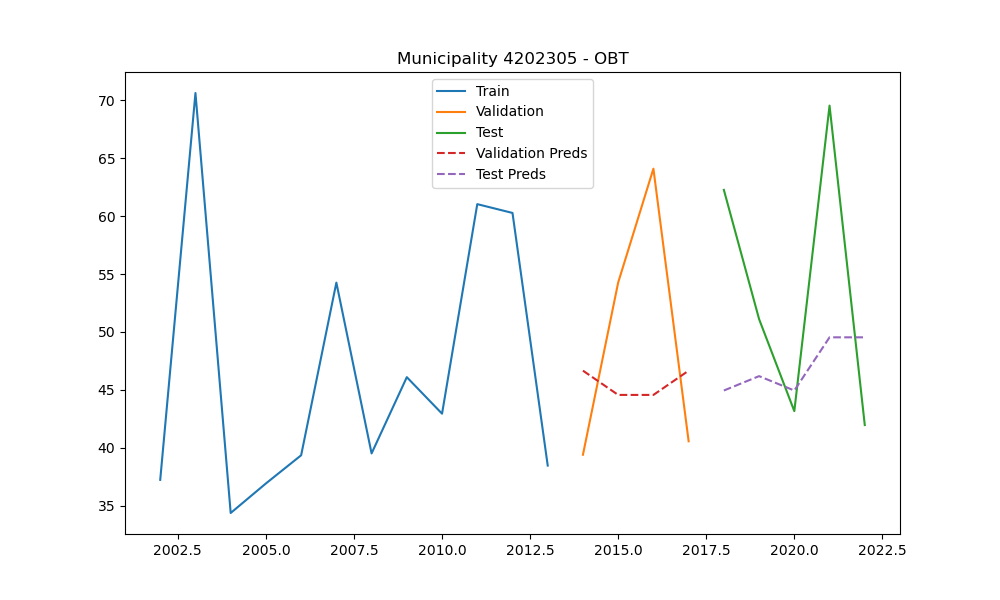 Municipality 4202305 - OBT
Train
Validation
Test
Validation Preds
Test Preds
70
65
60
55
50
45
40
35
2002.5 2005.0 2007.5 2010.0 2012.5 2015.0 2017.5 2020.0 2022.5